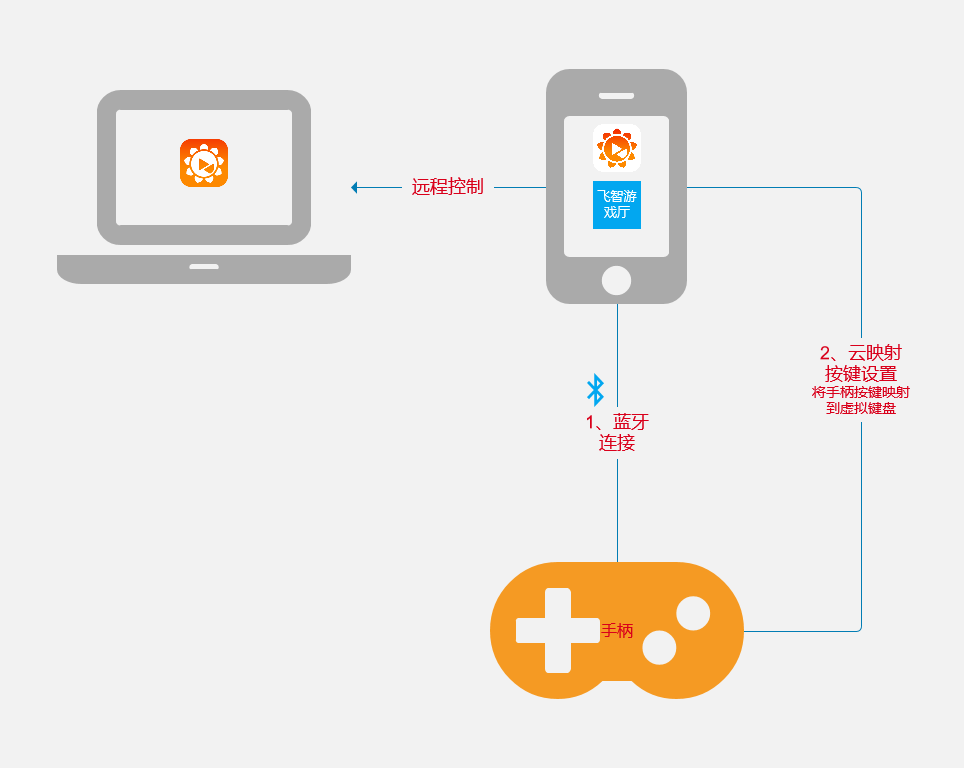 飞智游
戏厅
远程控制
2、云映射
按键设置
将手柄按键映射
到虚拟键盘
1、蓝牙
连接
手柄